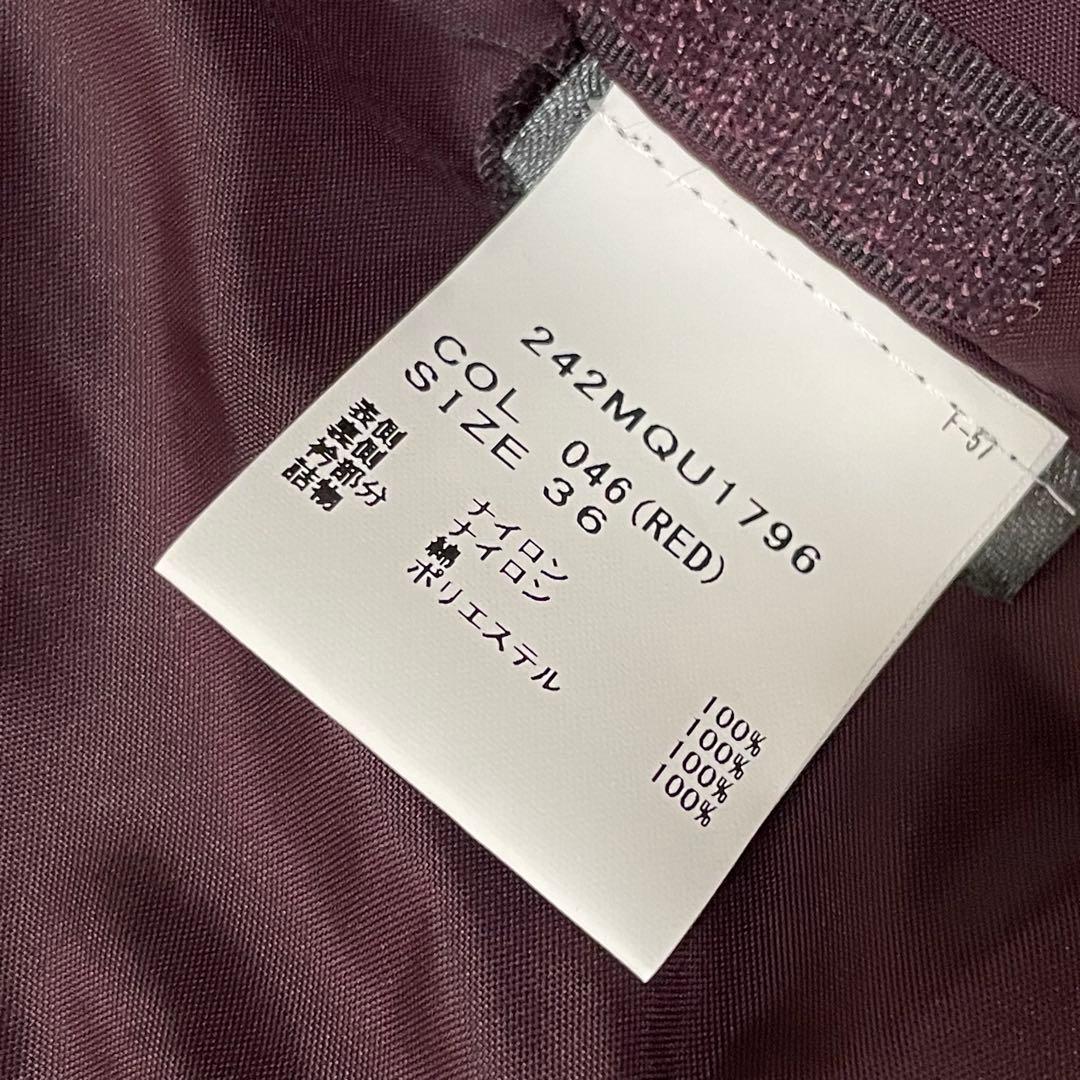 F-57
242MQU1796
COL 046(RED)
SIZE 36
表側 ナイロン 100%
裏側 ナイロン 100%
衿部分 綿 100%
詰物 ポリエステル 100%